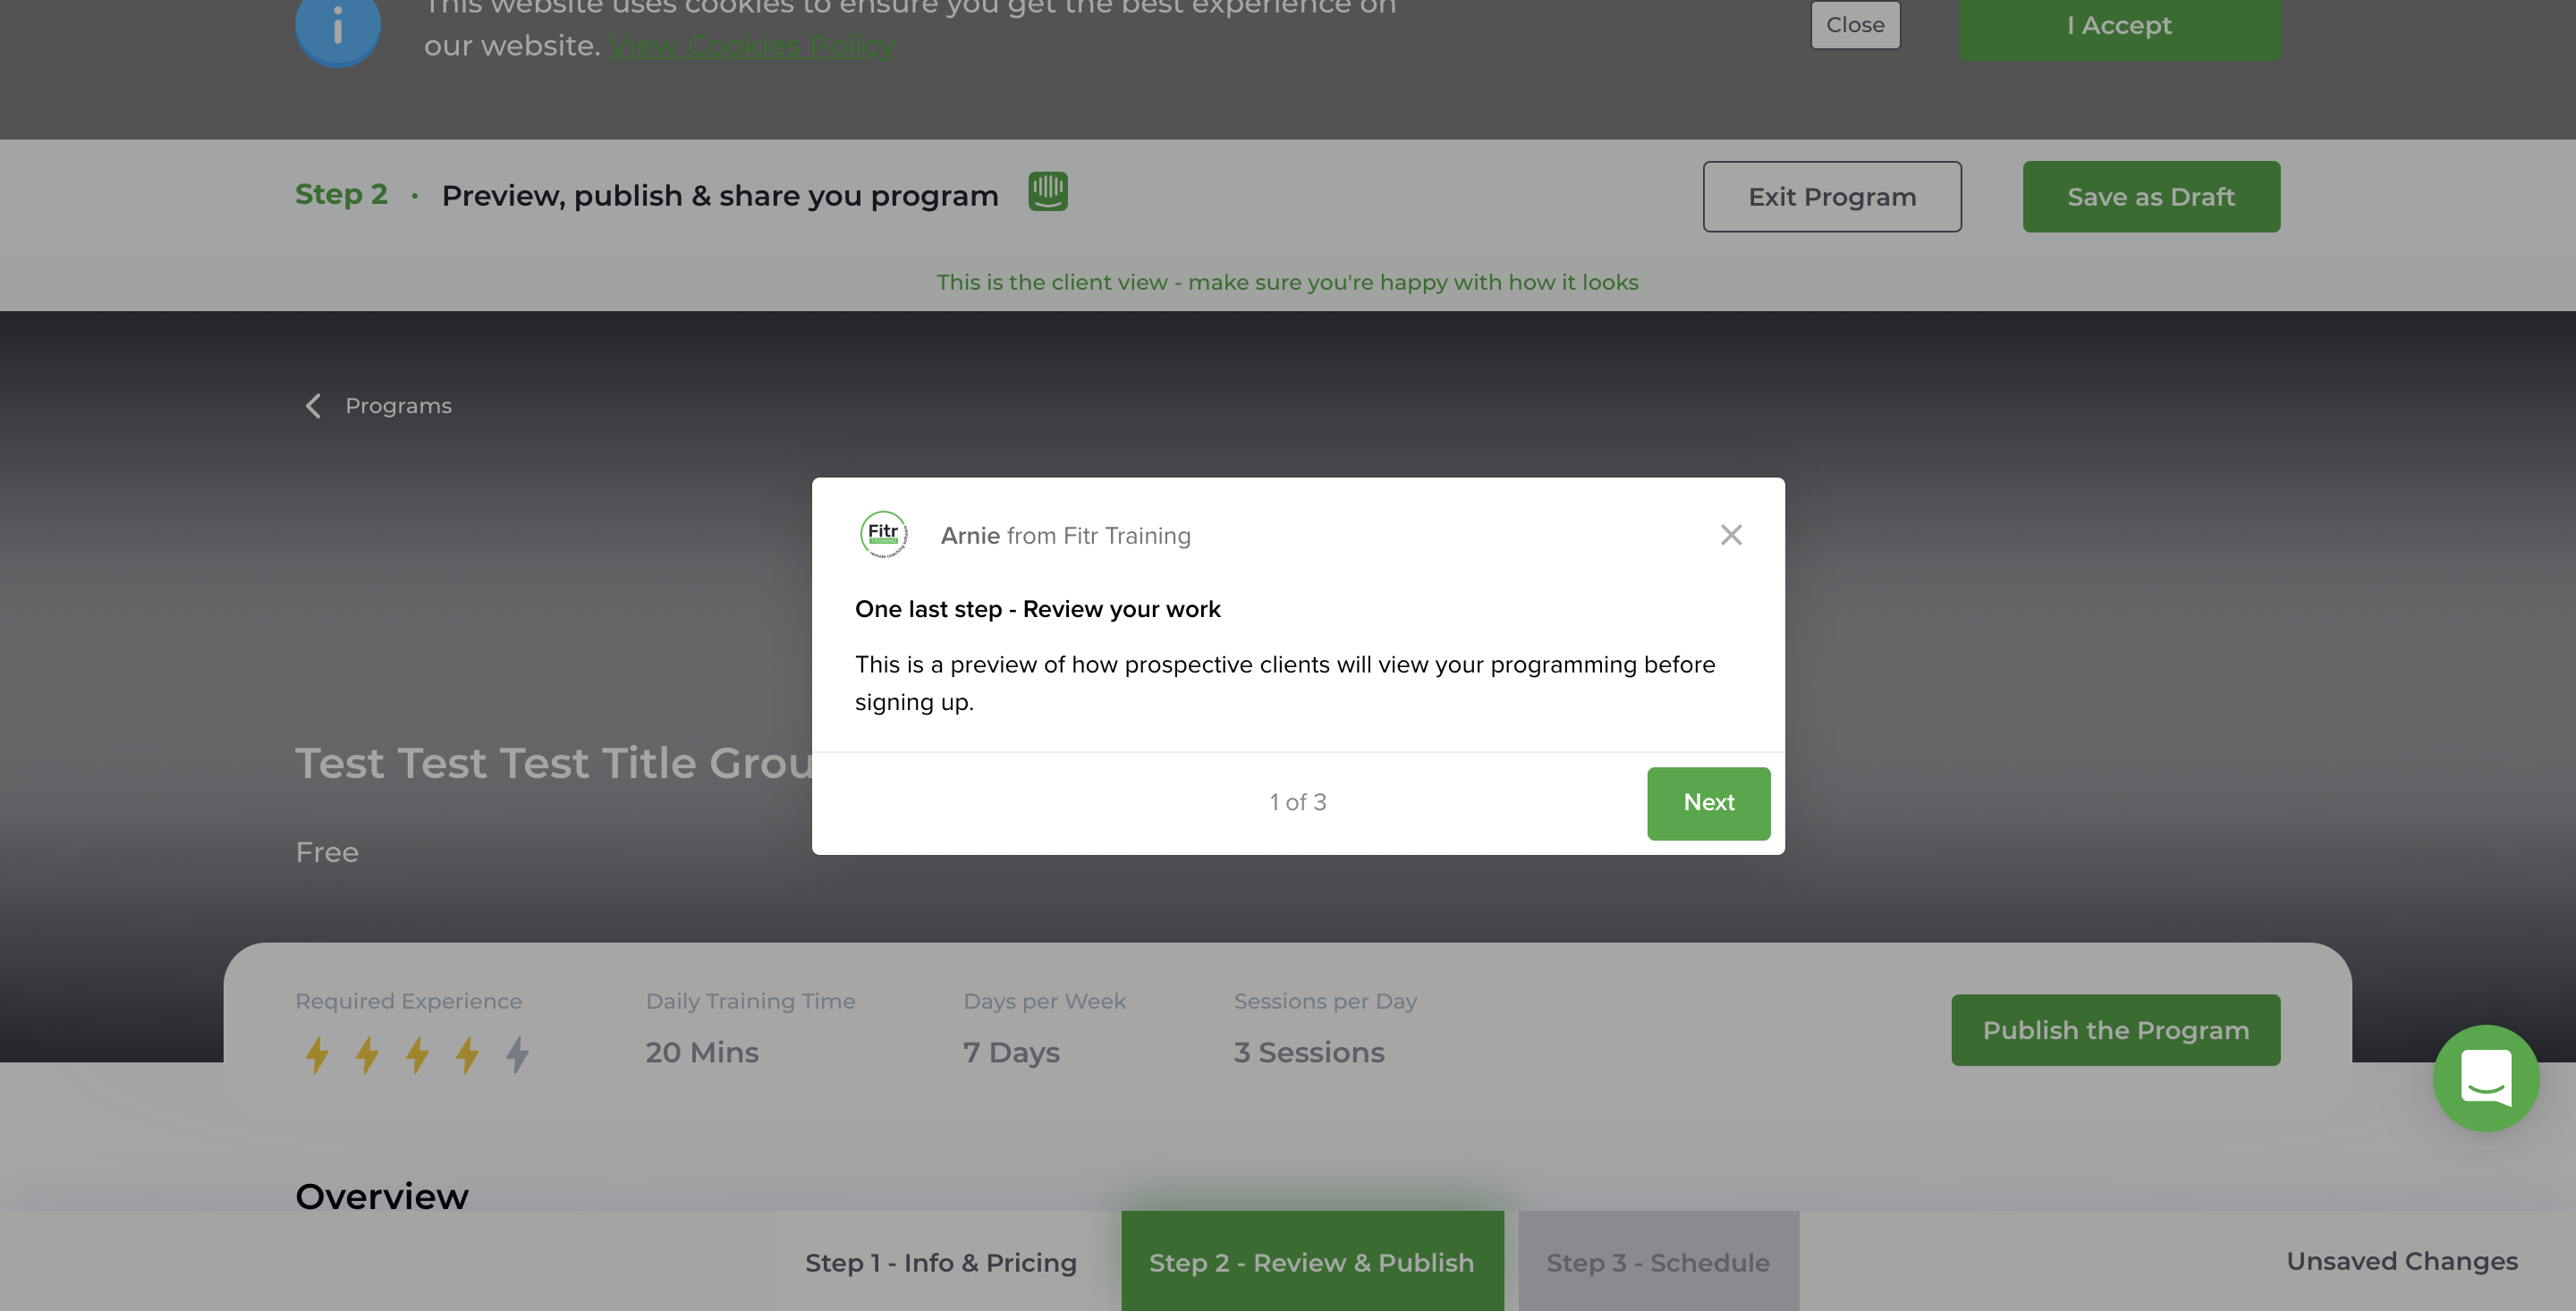 This website uses cookies to ensure you get the best experience on
our website. View Cookies Policy
Close
I Accept
Step 2 · Preview, publish & share you program
Exit Program
Save as Draft
This is the client view - make sure you're happy with how it looks
Programs
Fitr
Arnie from Fitr Training
One last step - Review your work
This is a preview of how prospective clients will view your programming before
signing up.
1 of 3
Next
Test Test Test Title Grou
Free
Required Experience
Daily Training Time
20 Mins
Days per Week
7 Days
Sessions per Day
3 Sessions
Publish the Program
Overview
Step 1 - Info & Pricing
Step 2 - Review & Publish
Step 3 - Schedule
Unsaved Changes